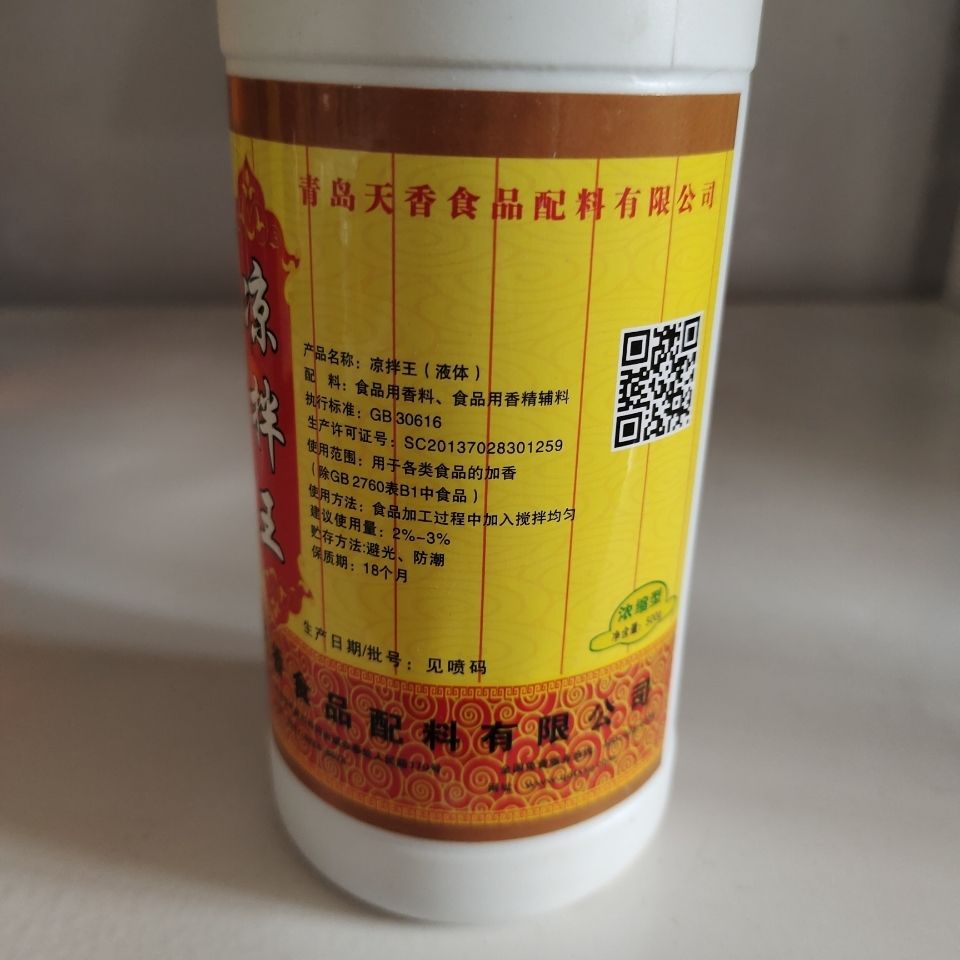 青岛天香食品配料有限公司
凉拌王
产品名称：凉拌王（液体）
配　料：食品用香料、食品用香精辅料
执行标准：GB 30616
生产许可证号：SC20137028301259
使用范围：用于各类食品的加香
（除GB 2760表B1中食品）
使用方法：食品加工过程中加入搅拌均匀
建议使用量：2%~3%
贮存方法:避光、防潮
保质期：18个月
浓缩型
净含量：500g
生产日期/批号：见喷码
香食品配料有限公司